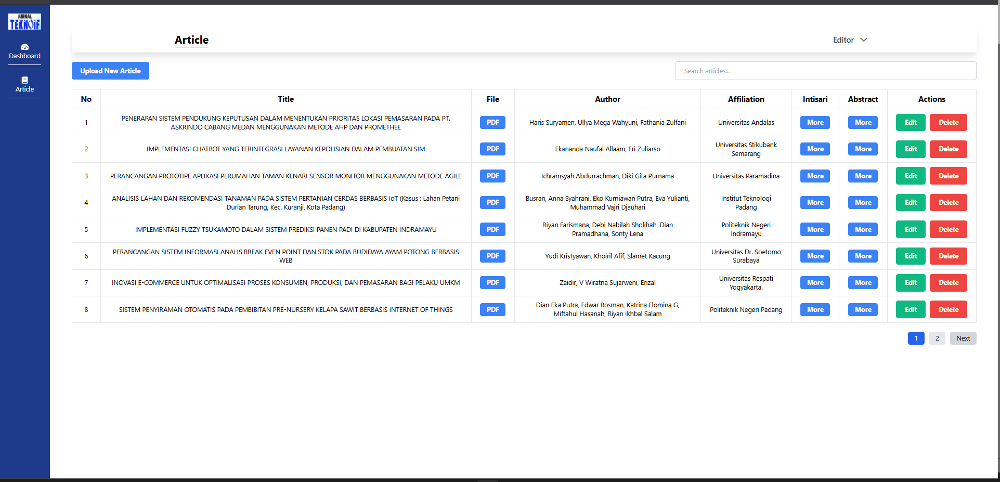 JURNAL
TEKNOIF
Dashboard
Article
Article
Editor
Upload New Article
Search articles...
No Title File Author Affiliation Intisari Abstract Actions
1 PENERAPAN SISTEM PENDUKUNG KEPUTUSAN DALAM MENENTUKAN PRIORITAS LOKASI PEMASARAN PADA PT.
ASKRINDO CABANG MEDAN MENGGUNAKAN METODE AHP DAN PROMETHEE
PDF Haris Suryamen, Ullya Mega Wahyuni, Fathania Zulfani Universitas Andalas More More Edit Delete
2 IMPLEMENTASI CHATBOT YANG TERINTEGRASI LAYANAN KEPOLISIAN DALAM PEMBUATAN SIM PDF Ekananda Naufal Allaam, Eri Zuliarso Universitas Stikubank
Semarang
More More Edit Delete
3 PERANCANGAN PROTOTIPE APLIKASI PERUMAHAN TAMAN KENARI SENSOR MONITOR MENGGUNAKAN METODE AGILE PDF Ichramsyah Abdurrachman, Diki Gita Purnama Universitas Paramadina More More Edit Delete
4 ANALISIS LAHAN DAN REKOMENDASI TANAMAN PADA SISTEM PERTANIAN CERDAS BERBASIS IoT (Kasus : Lahan Petani
Durian Tarung, Kec. Kuranji, Kota Padang)
PDF Busran, Anna Syahrani, Eko Kurniawan Putra, Eva Yulianti,
Muhammad Vajri Djauhari
Institut Teknologi
Padang
More More Edit Delete
5 IMPLEMENTASI FUZZY TSUKAMOTO DALAM SISTEM PREDIKSI PANEN PADI DI KABUPATEN INDRAMAYU PDF Riyan Farismana, Debi Nabilah Sholihah, Dian
Pramadhana, Sonty Lena
Politeknik Negeri
Indramayu
More More Edit Delete
6 PERANCANGAN SISTEM INFORMASI ANALIS BREAK EVEN POINT DAN STOK PADA BUDIDAYA AYAM POTONG BERBASIS
WEB
PDF Yudi Kristyawan, Khoiril Afif, Slamet Kacung Universitas Dr. Soetomo
Surabaya
More More Edit Delete
7 INOVASI E-COMMERCE UNTUK OPTIMALISASI PROSES KONSUMEN, PRODUKSI, DAN PEMASARAN BAGI PELAKU UMKM PDF Zaidir, V Wiratna Sujarweni, Erizal Universitas Respati
Yogyakarta.
More More Edit Delete
8 SISTEM PENYIRAMAN OTOMATIS PADA PEMBIBITAN PRE-NURSERY KELAPA SAWIT BERBASIS INTERNET OF THINGS PDF Dian Eka Putra, Edwar Rosman, Katrina Flomina G,
Miftahul Hasanah, Riyan Ikhbal Salam
Politeknik Negeri Padang More More Edit Delete
1 2 Next